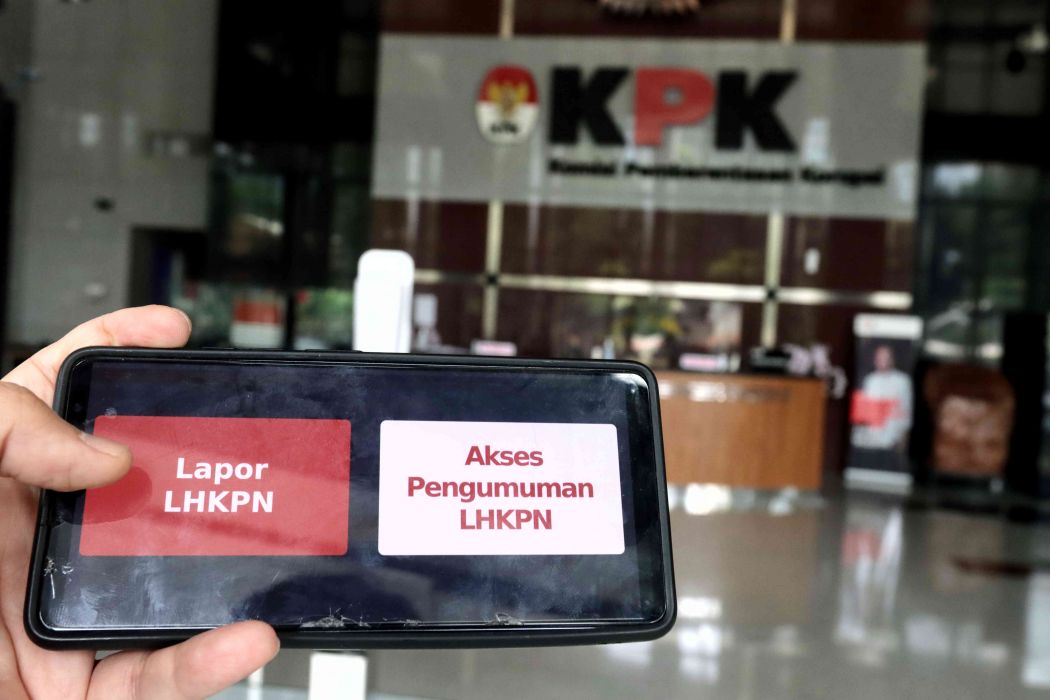 KPK
Komisi Pemberantasan Korupsi
Lapor
LHKPN
Akses
Pengumuman
LHKPN